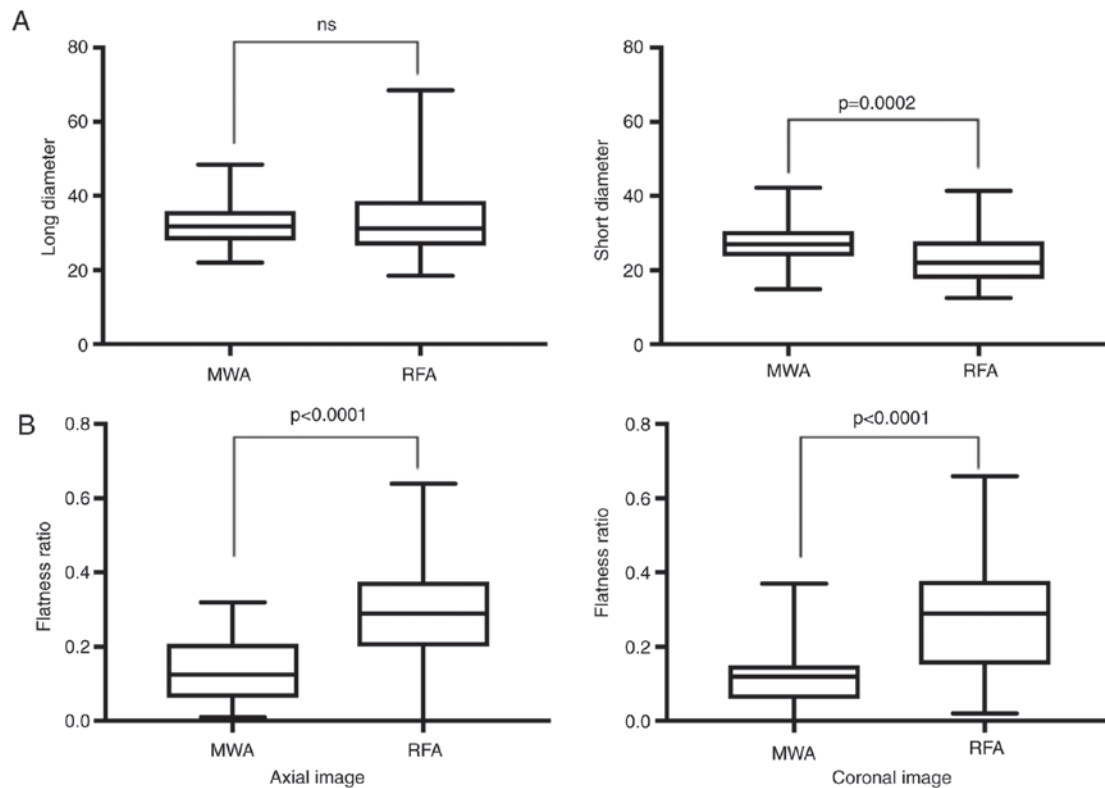 A
ns
80
60
40
20
0
Long diameter
MWA
RFA
p=0.0002
80
60
40
20
0
Short diameter
MWA
RFA
B
p<0.0001
0.8
0.6
0.4
0.2
0.0
Flatness ratio
MWA
RFA
Axial image
p<0.0001
0.8
0.6
0.4
0.2
0.0
Flatness ratio
MWA
RFA
Coronal image